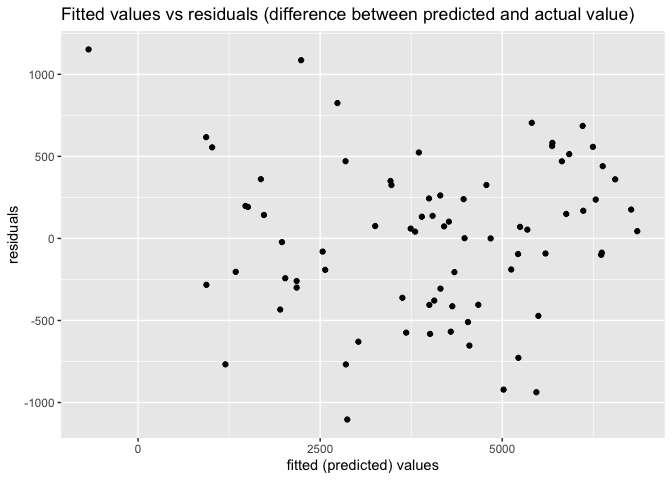 Fitted values vs residuals (difference between predicted and actual value)
1000
500
0
-500
-1000
residuals
0 2500 5000
fitted (predicted) values